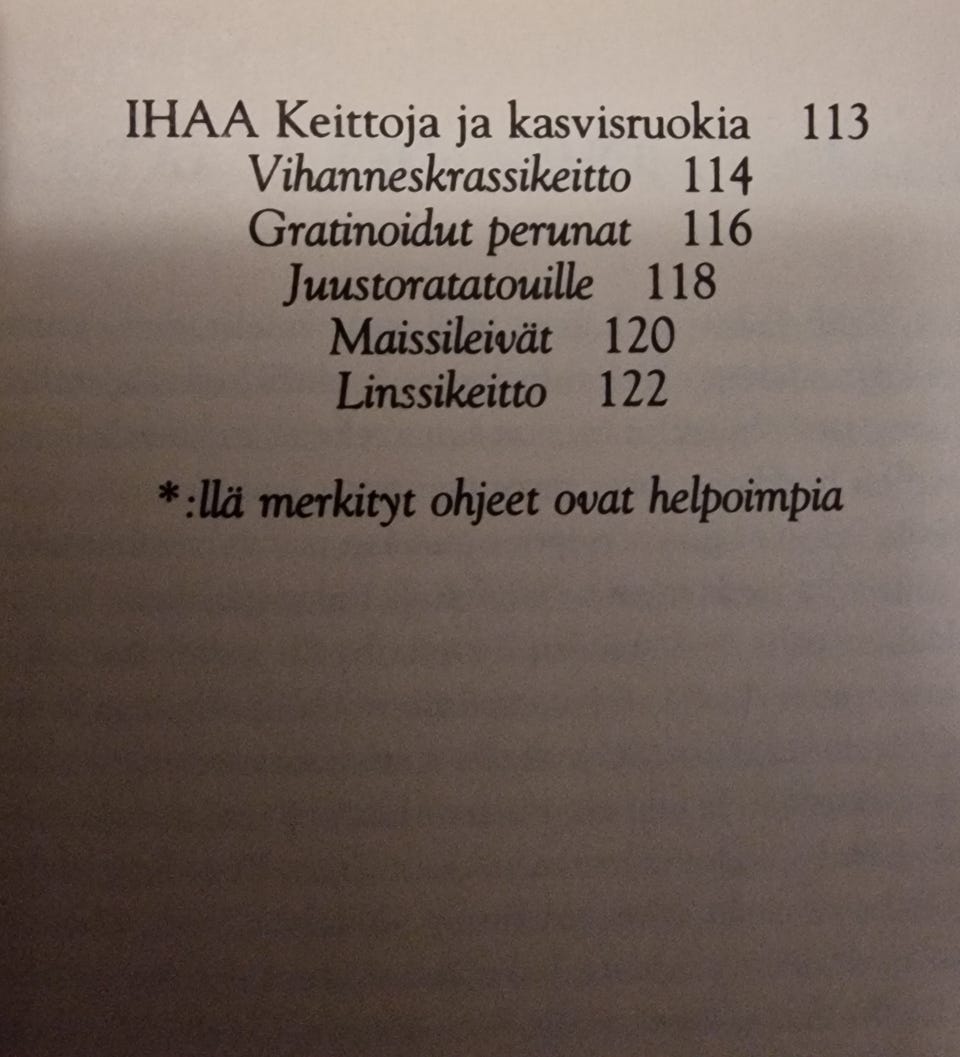 IHAA Keittoja ja kasvisruokia 113
Vihanneskrassikeitto 114
Gratinoidut perunat 116
Juustoratatouille 118
Maissileivät 120
Linssikeitto 122
*:llä merkityt ohjeet ovat helpoimpia